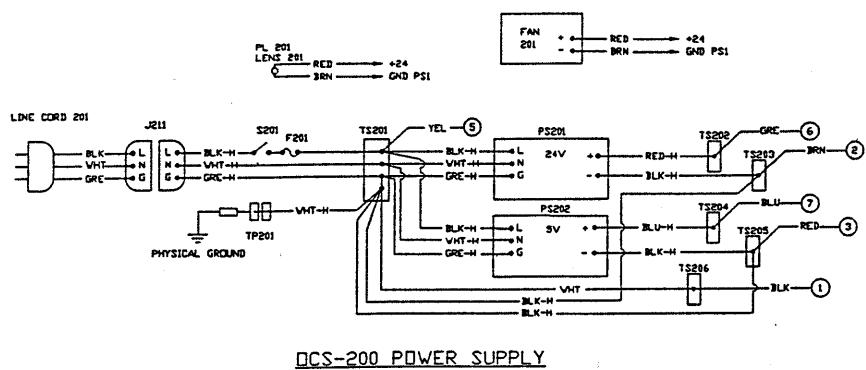 FAN
201
+ RED +24
- BRN GND PS1
PL 201
LENS 201
RED +24
BRN GND PS1
LINE CORD 201
J211
S201
F201
TS201
YEL 5
PS201
TS202
GRE 6
BRN 2
BLK L L BLK-H
WHT N N WHT-H
GRE G G GRE-H
BLK-H L 24V + RED-H
WHT-H N
GRE-H G - BLK-H
TS203
WHT-H
TP201
PHYSICAL GROUND
PS202
TS204
BLU 7
BLK-H L 5V + BLU-H
WHT-H N
GRE-H G - BLK-H
TS205
RED 3
TS206
WHT BLK 1
BLK-H
BLK-H
OCS-200 POWER SUPPLY